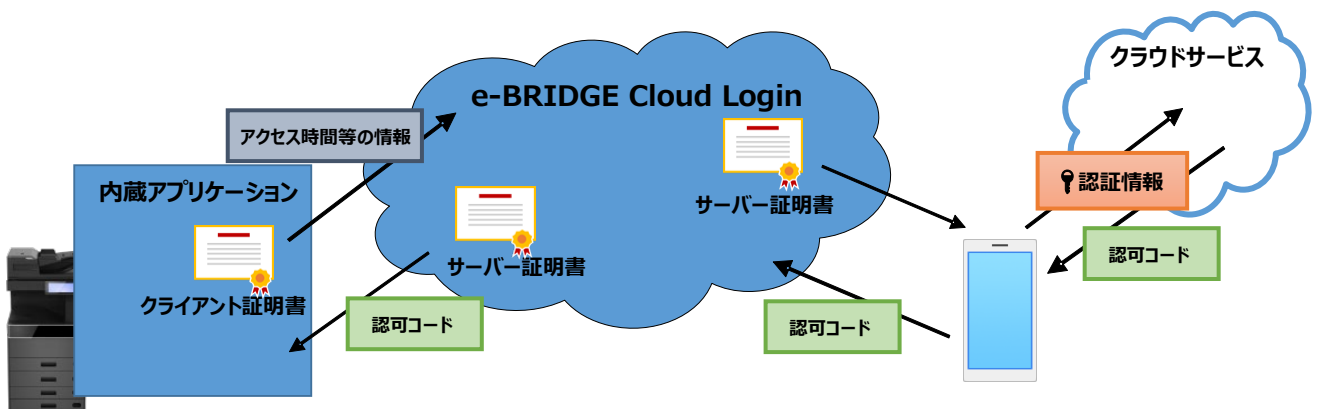 クラウドサービス
e-BRIDGE Cloud Login
アクセス時間等の情報
内蔵アプリケーション
認証情報
サーバー証明書
サーバー証明書
認可コード
クライアント証明書
認可コード
認可コード